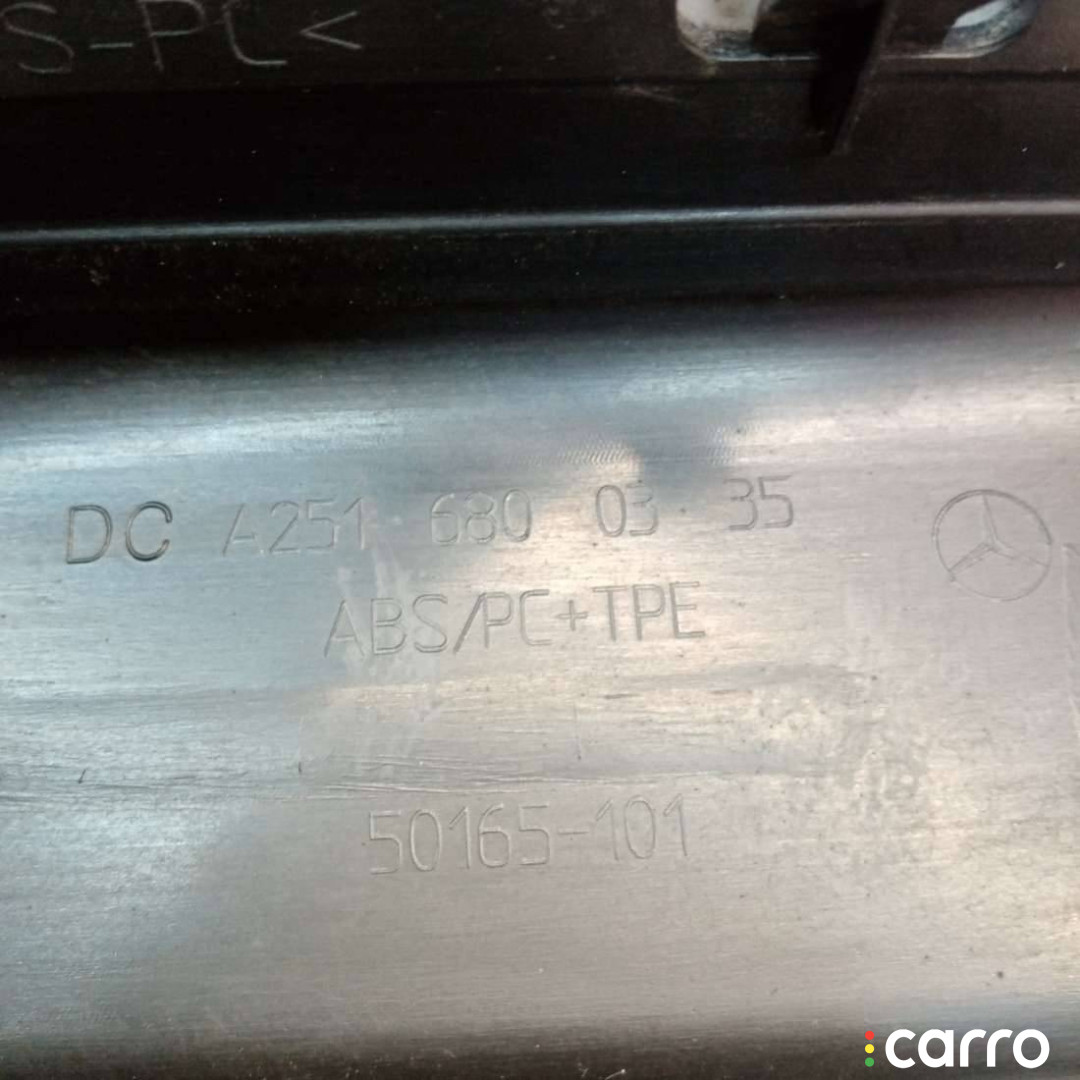 S-PC<
DC A251 680 03 35
ABS/PC+TPE
50165-101
carro